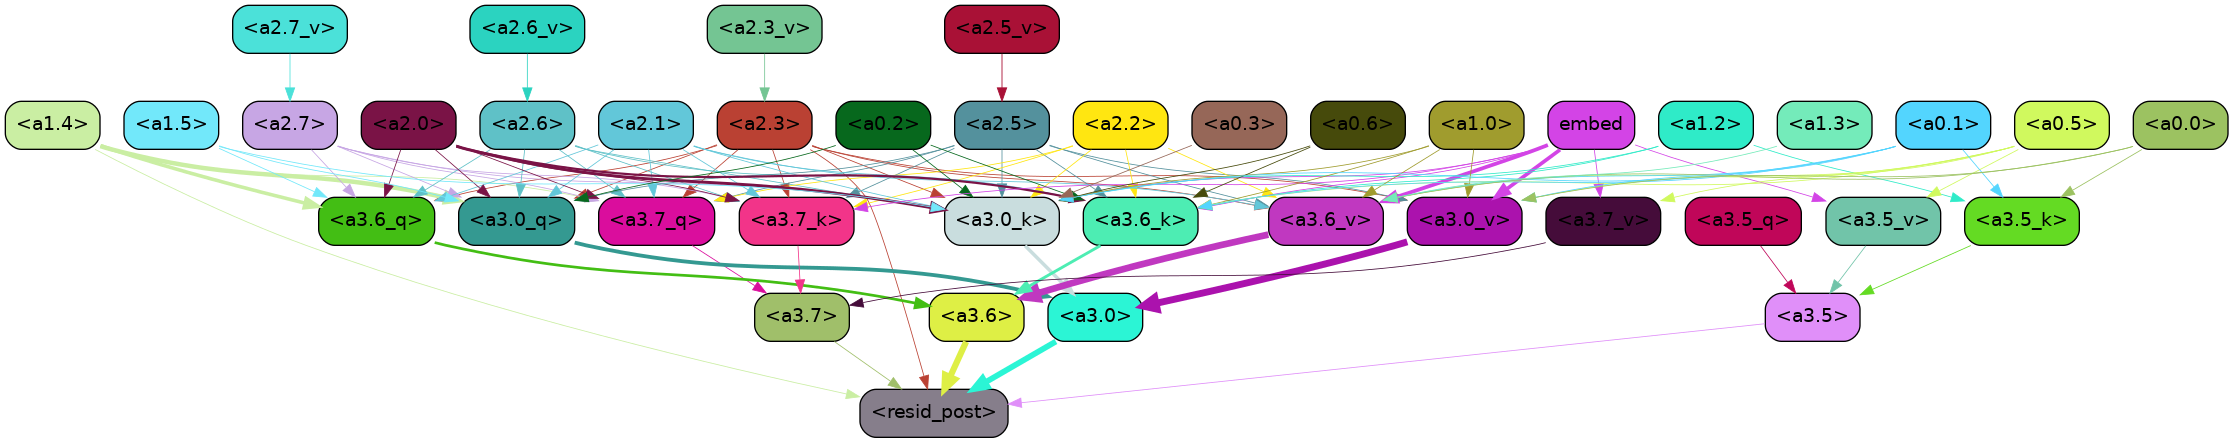 <a2.7_v> <a2.6_v> <a2.3_v> <a2.5_v>
<a1.4> <a1.5> <a2.7> <a2.0> <a2.6> <a2.1> <a2.3> <a0.2> <a2.5> <a2.2> <a0.3> <a0.6> <a1.0> embed <a1.2> <a1.3> <a0.1> <a0.5> <a0.0>
<a3.6_q> <a3.0_q> <a3.7_q> <a3.7_k> <a3.0_k> <a3.6_k> <a3.6_v> <a3.0_v> <a3.7_v> <a3.5_q> <a3.5_v> <a3.5_k>
<a3.7> <a3.6> <a3.0> <a3.5>
<resid_post>